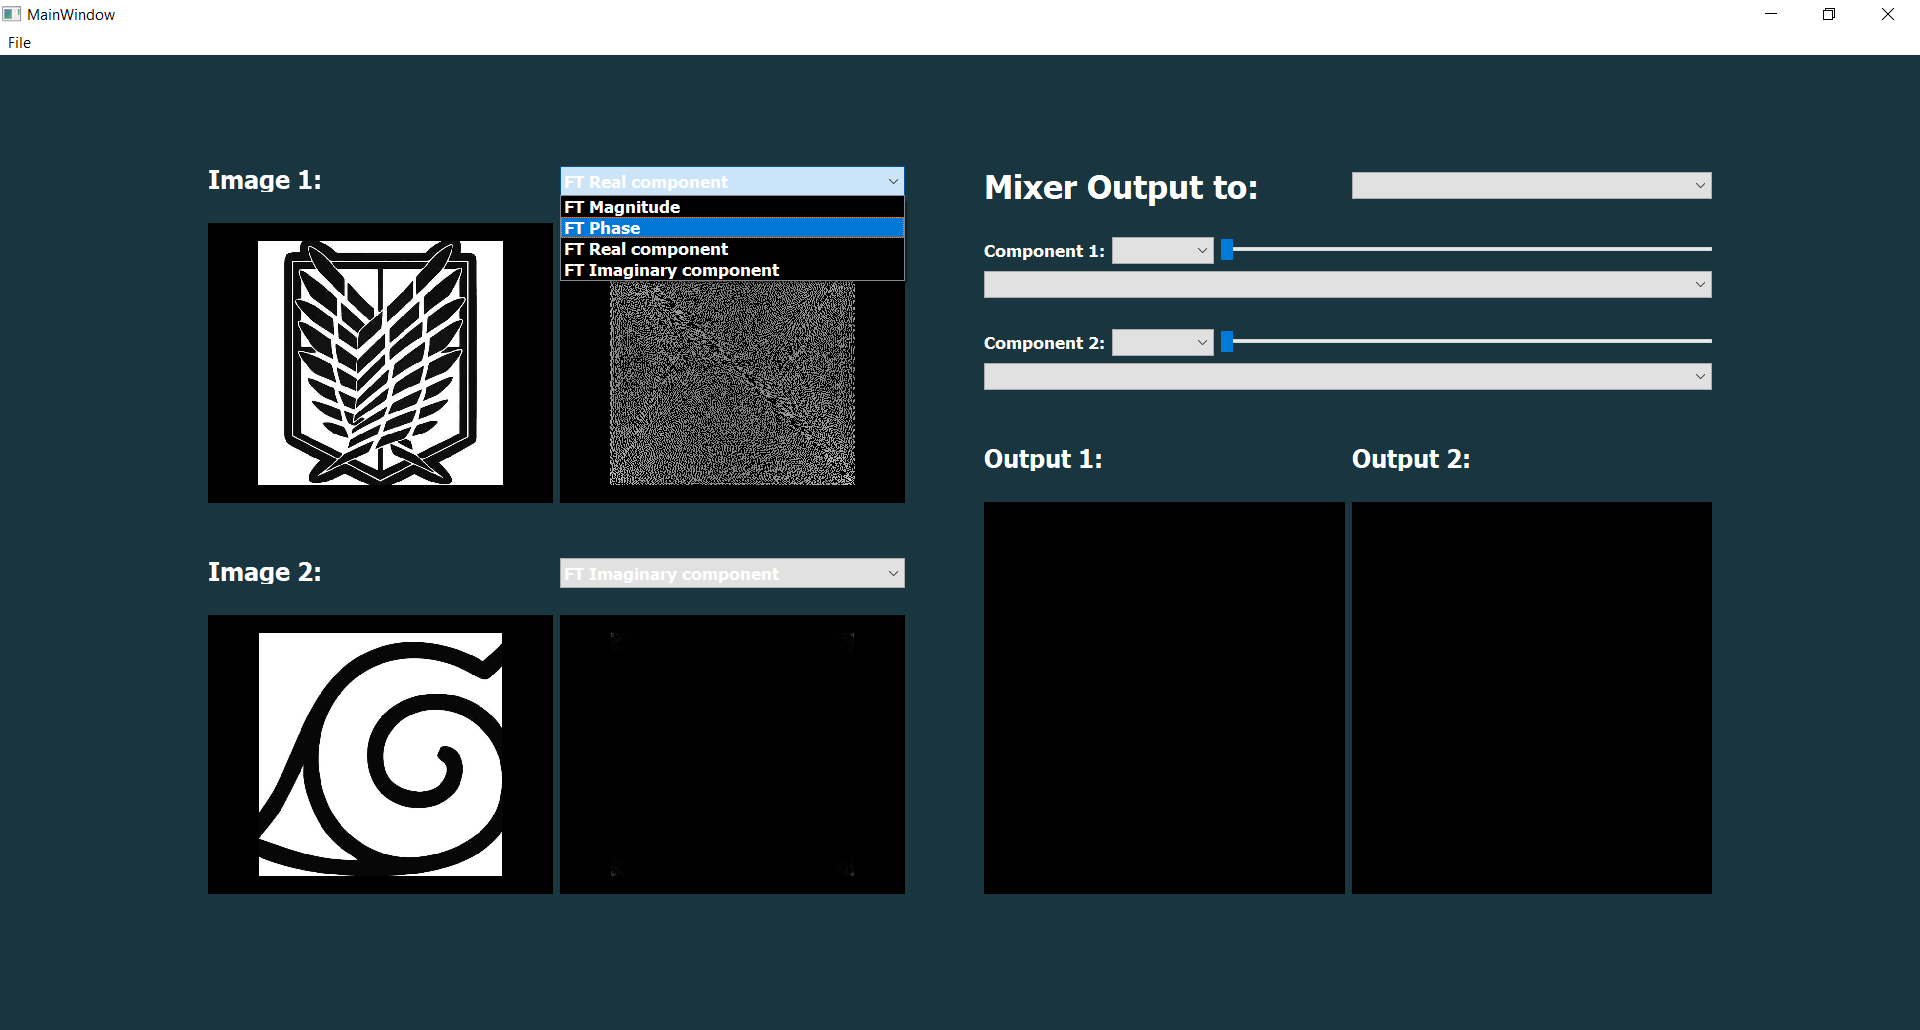 MainWindow
File
Image 1:
FT Real component
FT Magnitude
FT Phase
FT Real component
FT Imaginary component
Image 2:
FT Imaginary component
Mixer Output to:
Component 1:
Component 2:
Output 1:
Output 2: